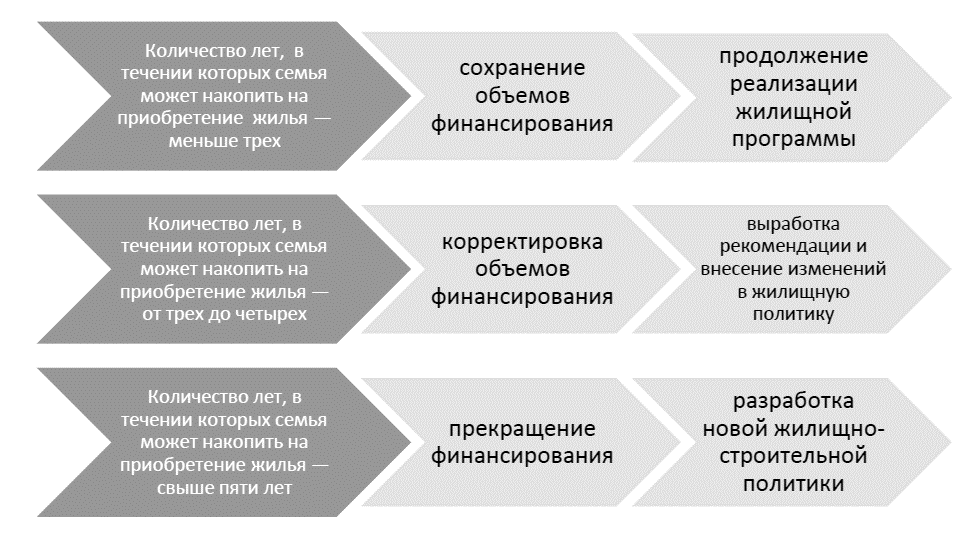 Количество лет,  в
течении которых семья
может накопить на
приобретение  жилья —
меньше трех
сохранение
объемов
финансирования
продолжение
реализации
жилищной
программы
Количество лет, в
течении которых семья
может накопить на
приобретение жилья —
от трех до четырех
корректировка
объемов
финансирования
выработка
рекомендации и
внесение изменений
в жилищную
политику
Количество лет, в
течении которых семья
может накопить на
приобретение жилья —
свыше пяти лет
прекращение
финансирования
разработка
новой жилищно-
строительной
политики